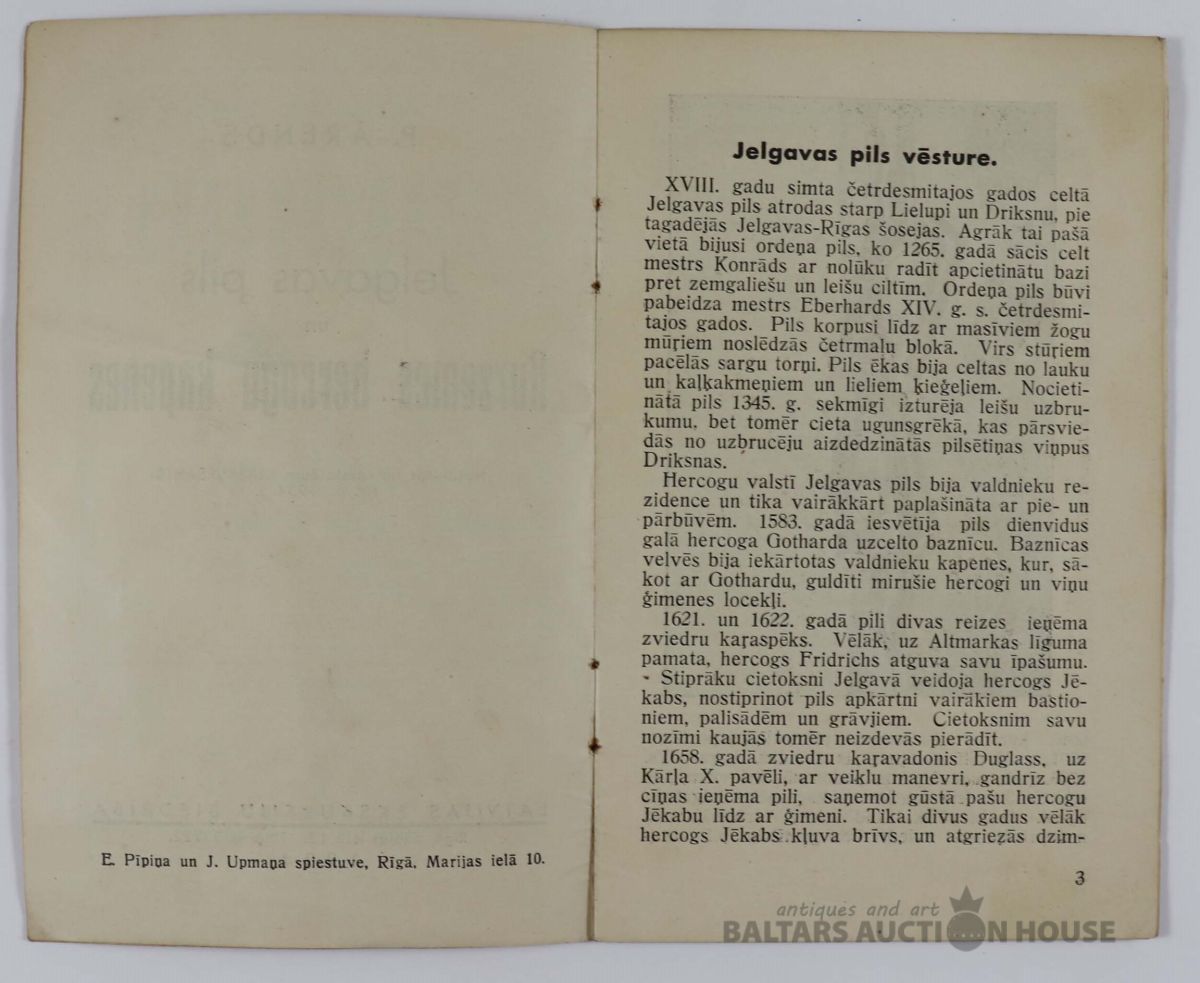 E. Pīpiņa un J. Upmaņa spiestuve, Rīgā, Marijas ielā 10.
Jelgavas pils vēsture.
XVIII. gadu simta četrdesmitajos gados celtā
Jelgavas pils atrodas starp Lielupi un Driksnu, pie
tagadējās Jelgavas-Rīgas šosejas. Agrāk tai pašā
vietā bijusi ordeņa pils, ko 1265. gadā sācis celt
mestrs Konrāds ar nolūku radīt apcietinātu bazi
pret zemgaliešu un leišu ciltīm. Ordeņa pils būvi
pabeidza mestrs Eberhards XIV. g. s. četrdesmi-
tajos gados. Pils korpusi līdz ar masīviem žogu
mūŗiem noslēdzās četrmalu blokā. Virs stūŗiem
pacēlās sargu torņi. Pils ēkas bija celtas no lauku
un kaļķakmeņiem un lieliem ķieģeļiem. Nocieti-
nātā pils 1345. g. sekmīgi izturēja leišu uzbru-
kumu, bet tomēr cieta ugunsgrēkā, kas pārsvie-
dās no uzbrucēju aizdedzinātās pilsētiņas viņpus
Driksnas.
Hercogu valstī Jelgavas pils bija valdnieku re-
zidence un tika vairākkārt paplašināta ar pie- un
pārbūvēm. 1583. gadā iesvētīja pils dienvidus
galā hercoga Gotharda uzcelto baznīcu. Baznīcas
velvēs bija iekārtotas valdnieku kapenes, kur, sā-
kot ar Gothardu, guldīti mirušie hercogi un viņu
ģimenes locekļi.
1621. un 1622. gadā pili divas reizes ieņēma
zviedru kaŗaspēks. Vēlāk, uz Altmarkas līguma
pamata, hercogs Fridrichs atguva savu īpašumu.
Stiprāku cietoksni Jelgavā veidoja hercogs Jē-
kabs, nostiprinot pils apkārtni vairākiem bastio-
niem, palisādēm un grāvjiem. Cietoksnim savu
nozīmi kaujās tomēr neizdevās pierādīt.
1658. gadā zviedru kaŗavadonis Duglass, uz
Kārļa X. pavēli, ar veiklu manevri, gandrīz bez
cīņas ieņēma pili, saņemot gūstā pašu hercogu
Jēkabu līdz ar ģimeni. Tikai divus gadus vēlāk
hercogs Jēkabs kļuva brīvs, un atgriezās dzim-
3
antiques and art
BALTARS AUCTION HOUSE